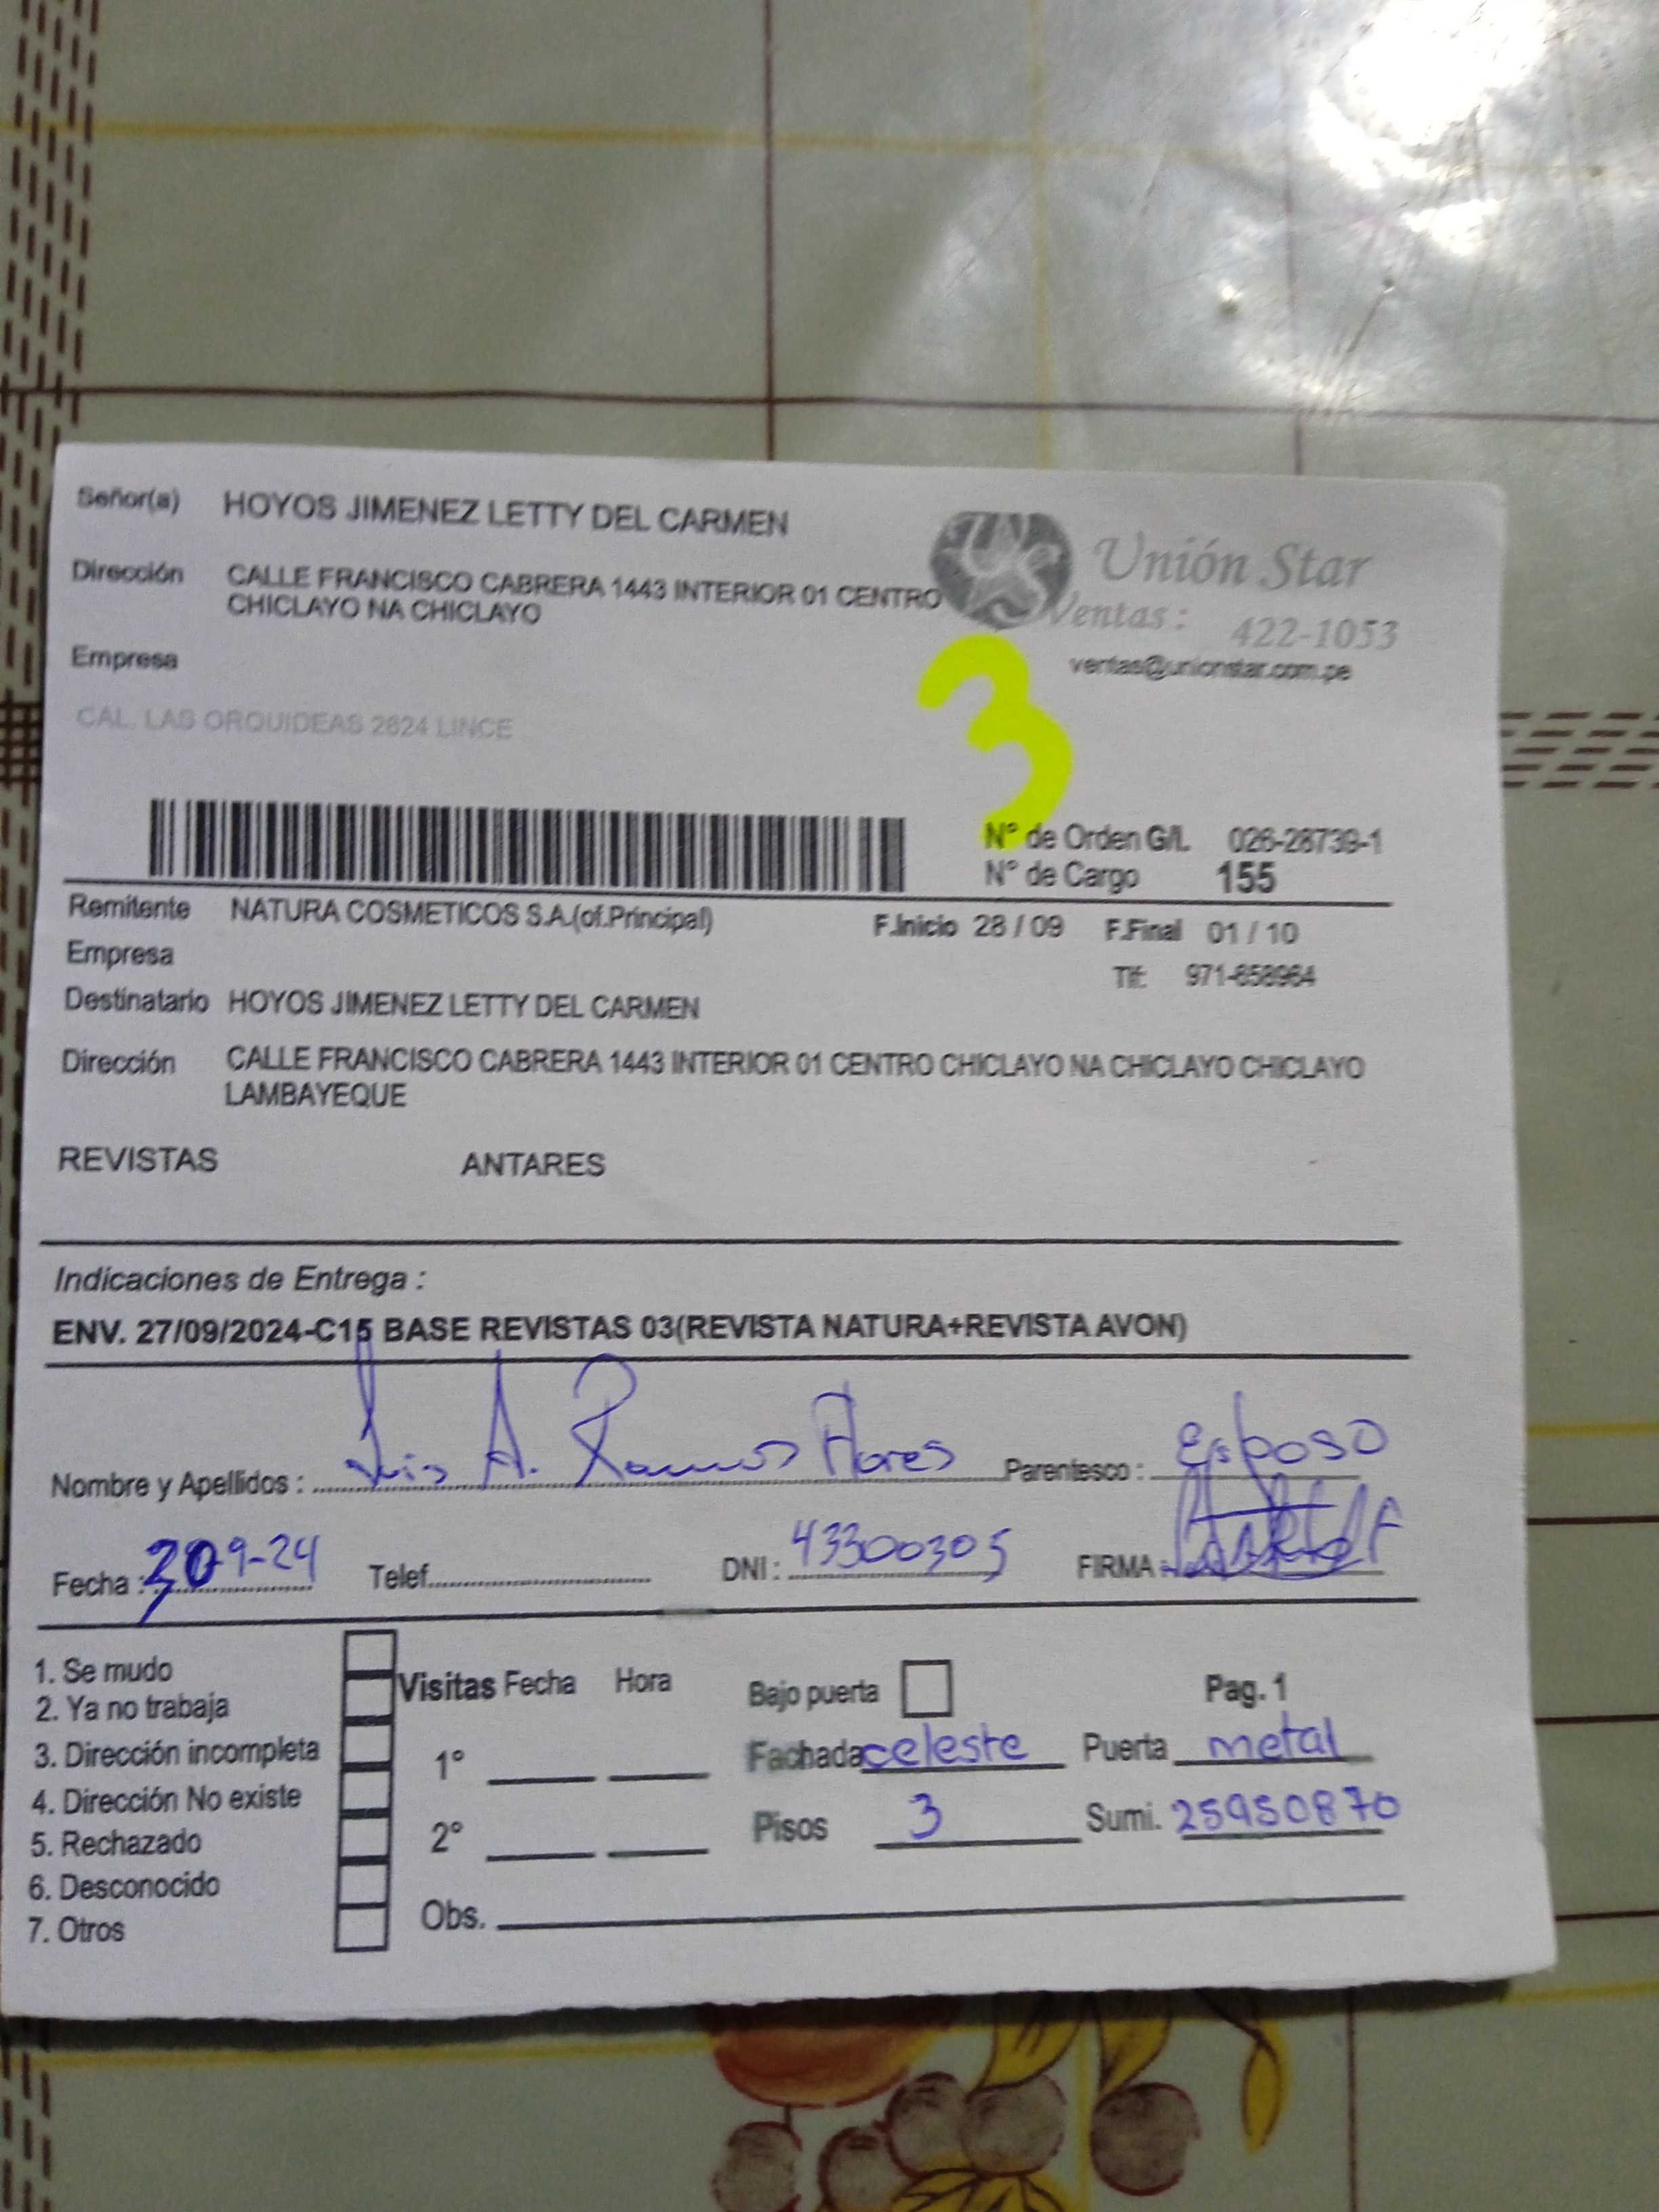 Señor(a) HOYOS JIMENEZ LETTY DEL CARMEN
Unión Star
Dirección CALLE FRANCISCO CABRERA 1443 INTERIOR 01 CENTRO
CHICLAYO NA CHICLAYO
Ventas: 422-1053
ventas@unionstar.com.pe
Empresa
3
CAL. LAS ORQUIDEAS 2624 LINCE
N° de Orden G/L 026-28739-1
N° de Cargo 155
Remitente NATURA COSMETICOS S.A.(of.Principal) F.Inicio 28 / 09 F.Final 01 / 10
Empresa
Tlf: 971-858964
Destinatario HOYOS JIMENEZ LETTY DEL CARMEN
Dirección CALLE FRANCISCO CABRERA 1443 INTERIOR 01 CENTRO CHICLAYO NA CHICLAYO CHICLAYO
LAMBAYEQUE
REVISTAS ANTARES
Indicaciones de Entrega :
ENV. 27/09/2024-C15 BASE REVISTAS 03(REVISTA NATURA+REVISTA AVON)
Nombre y Apellidos : Luis A. Ramos Flores Parentesco : Esposo
Fecha : 30-9-24 Telef. DNI : 43300305 FIRMA
1. Se mudo
2. Ya no trabaja
3. Dirección incompleta
4. Dirección No existe
5. Rechazado
6. Desconocido
7. Otros
Visitas Fecha Hora
1°
2°
Obs.
Bajo puerta Pag. 1
Fachada celeste Puerta metal
Pisos 3 Sumi. 25950870